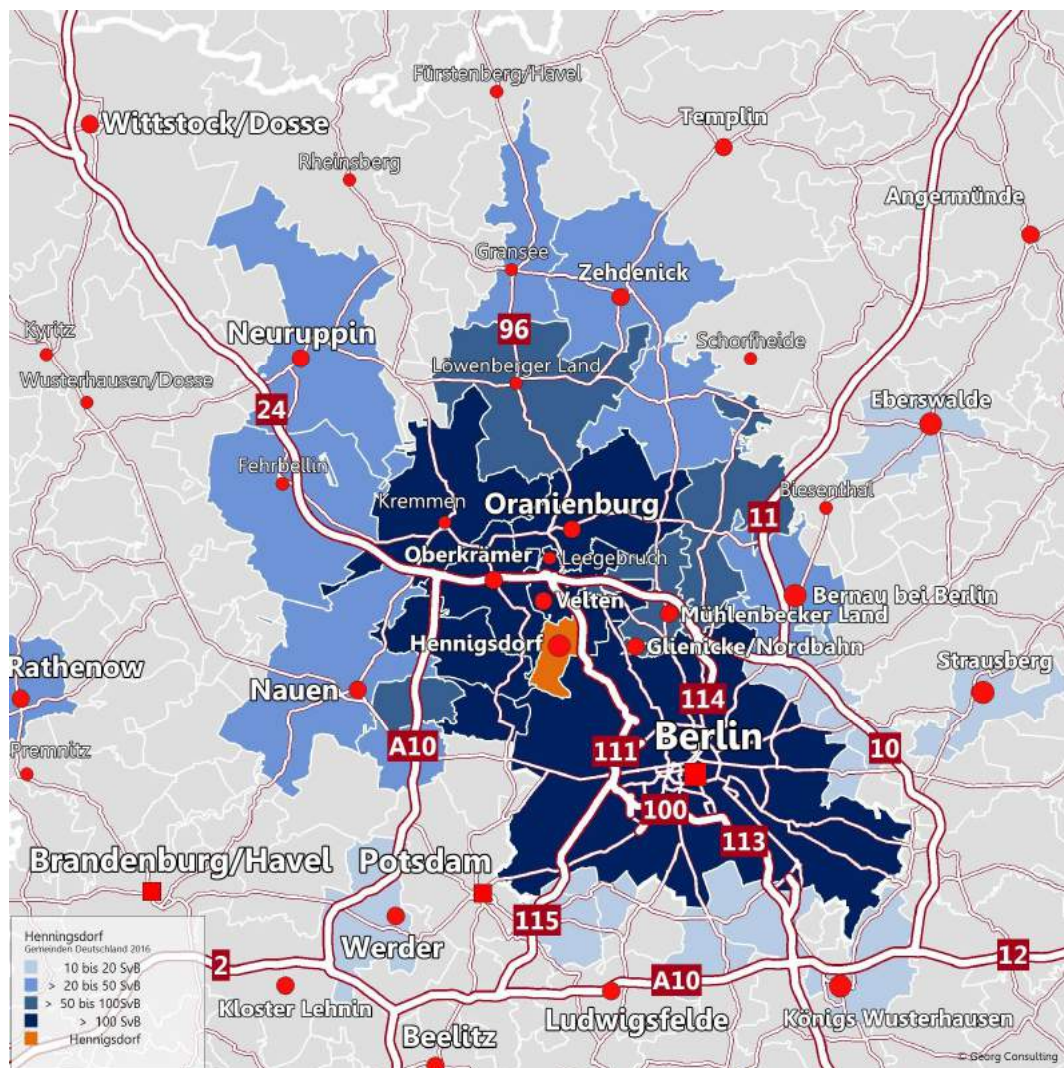 Fürstenberg/Havel
Wittstock/Dosse
Templin
Rheinsberg
Angermünde
Gransee
Zehdenick
96
Kyritz
Neuruppin
Schorfheide
Löwenberger Land
Wusterhausen/Dosse
24
Eberswalde
Fehrbellin
Kremmen
Oranienburg
Biesenthal
11
Oberkrämer
Leegebruch
Velten
Bernau bei Berlin
Mühlenbecker Land
Hennigsdorf
Glienicke/Nordbahn
Rathenow
Strausberg
Nauen
114
Premnitz
A10
111
Berlin
10
100
113
Brandenburg/Havel
Potsdam
115
Werder
Henningsdorf
Gemeinden Deutschland 2016
10 bis 20 SvB
> 20 bis 50 SvB
> 50 bis 100SvB
> 100 SvB
Hennigsdorf
2
12
A10
Kloster Lehnin
Ludwigsfelde
Königs Wusterhausen
Beelitz
© Georg Consulting